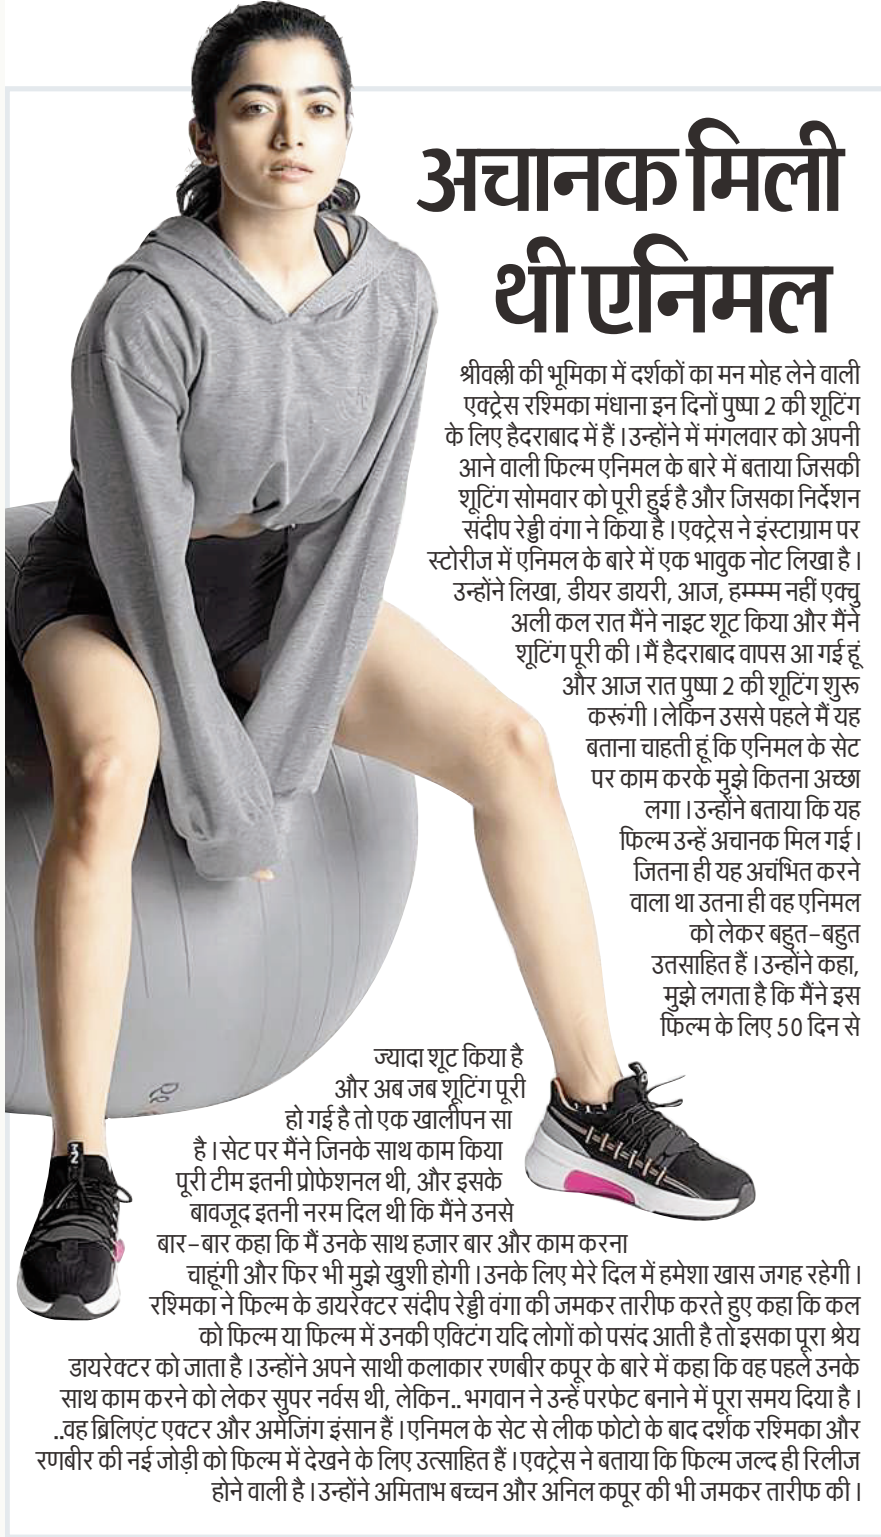 अचानक मिली
थी एनिमल
श्रीवल्ली की भूमिका में दर्शकों का मन मोह लेने वाली
एक्ट्रेस रश्मिका मंधाना इन दिनों पुष्पा 2 की शूटिंग
के लिए हैदराबाद में हैं । उन्होंने में मंगलवार को अपनी
आने वाली फिल्म एनिमल के बारे में बताया जिसकी
शूटिंग सोमवार को पूरी हुई है और जिसका निर्देशन
संदीप रेड्डी वंगा ने किया है । एक्ट्रेस ने इंस्टाग्राम पर
स्टोरीज में एनिमल के बारे में एक भावुक नोट लिखा है ।
उन्होंने लिखा, डीयर डायरी, आज, हम्म्म्म नहीं एक्चु
अली कल रात मैंने नाइट शूट किया और मैंने
शूटिंग पूरी की । मैं हैदराबाद वापस आ गई हूं
और आज रात पुष्पा 2 की शूटिंग शुरू
करूंगी । लेकिन उससे पहले मैं यह
बताना चाहती हूं कि एनिमल के सेट
पर काम करके मुझे कितना अच्छा
लगा । उन्होंने बताया कि यह
फिल्म उन्हें अचानक मिल गई ।
जितना ही यह अचंभित करने
वाला था उतना ही वह एनिमल
को लेकर बहुत–बहुत
उतसाहित हैं । उन्होंने कहा,
मुझे लगता है कि मैंने इस
फिल्म के लिए 50 दिन से
ज्यादा शूट किया है
और अब जब शूटिंग पूरी
हो गई है तो एक खालीपन सा
है । सेट पर मैंने जिनके साथ काम किया
पूरी टीम इतनी प्रोफेशनल थी, और इसके
बावजूद इतनी नरम दिल थी कि मैंने उनसे
बार–बार कहा कि मैं उनके साथ हजार बार और काम करना
चाहूंगी और फिर भी मुझे खुशी होगी । उनके लिए मेरे दिल में हमेशा खास जगह रहेगी ।
रश्मिका ने फिल्म के डायरेक्टर संदीप रेड्डी वंगा की जमकर तारीफ करते हुए कहा कि कल
को फिल्म या फिल्म में उनकी एक्टिंग यदि लोगों को पसंद आती है तो इसका पूरा श्रेय
डायरेक्टर को जाता है । उन्होंने अपने साथी कलाकार रणबीर कपूर के बारे में कहा कि वह पहले उनके
साथ काम करने को लेकर सुपर नर्वस थी, लेकिन.. भगवान ने उन्हें परफेट बनाने में पूरा समय दिया है ।
..वह ब्रिलिएंट एक्टर और अमेजिंग इंसान हैं । एनिमल के सेट से लीक फोटो के बाद दर्शक रश्मिका और
रणबीर की नई जोड़ी को फिल्म में देखने के लिए उत्साहित हैं । एक्ट्रेस ने बताया कि फिल्म जल्द ही रिलीज
होने वाली है । उन्होंने अमिताभ बच्चन और अनिल कपूर की भी जमकर तारीफ की ।